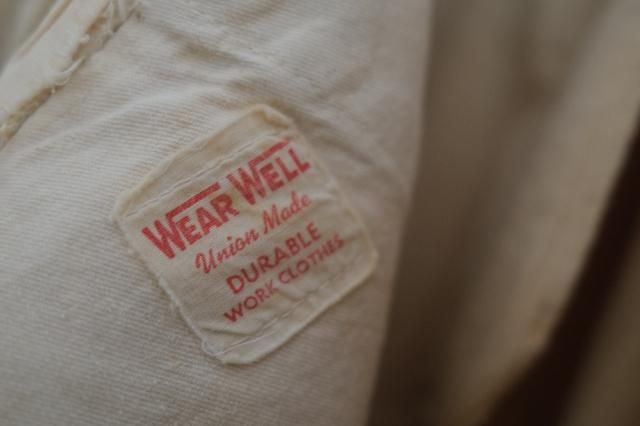 WEAR WELL
Union Made
DURABLE
WORK CLOTHES